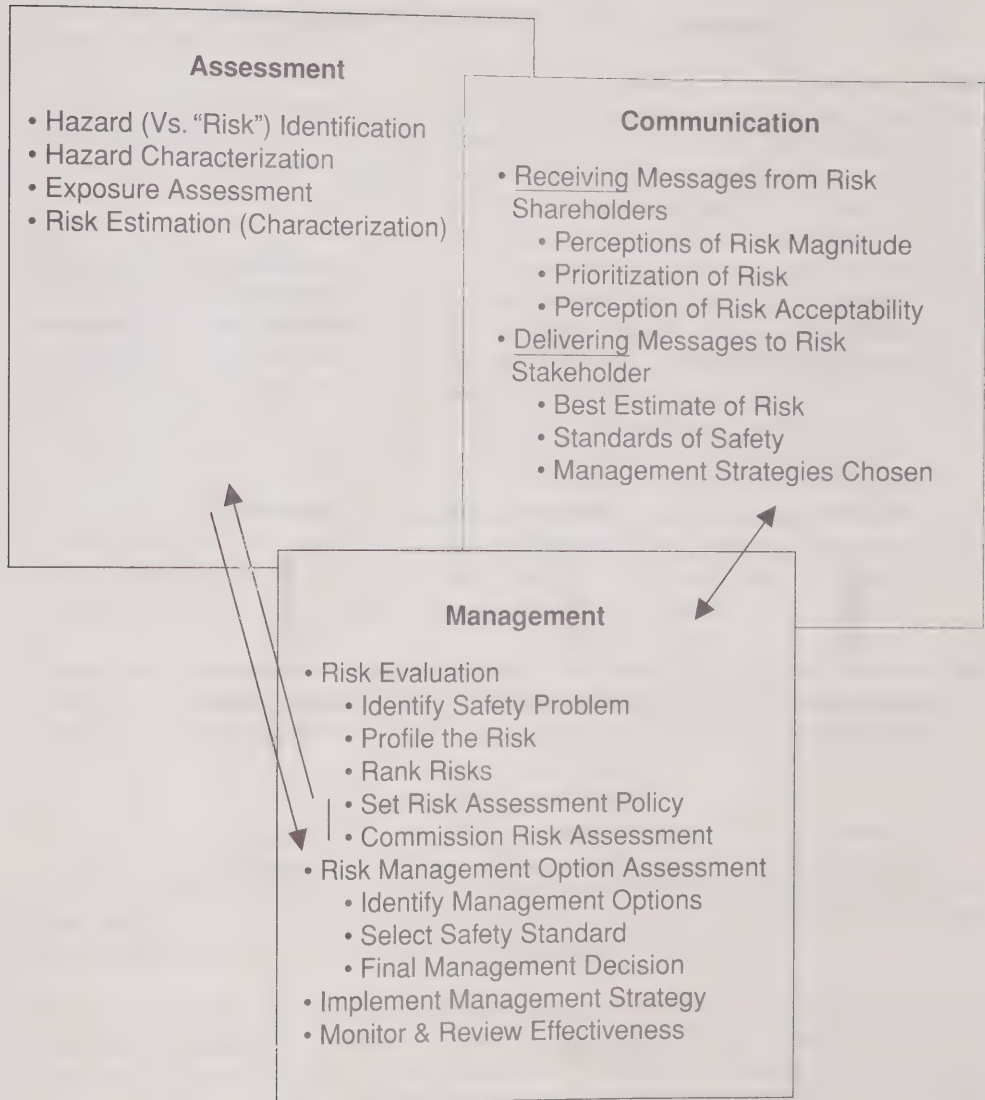 Assessment
• Hazard (Vs. “Risk”) Identification
• Hazard Characterization
• Exposure Assessment
• Risk Estimation (Characterization)
Communication
• Receiving Messages from Risk
Shareholders
• Perceptions of Risk Magnitude
• Prioritization of Risk
• Perception of Risk Acceptability
• Delivering Messages to Risk
Stakeholder
• Best Estimate of Risk
• Standards of Safety
• Management Strategies Chosen
Management
• Risk Evaluation
• Identify Safety Problem
• Profile the Risk
• Rank Risks
• Set Risk Assessment Policy
• Commission Risk Assessment
• Risk Management Option Assessment
• Identify Management Options
• Select Safety Standard
• Final Management Decision
• Implement Management Strategy
• Monitor & Review Effectiveness